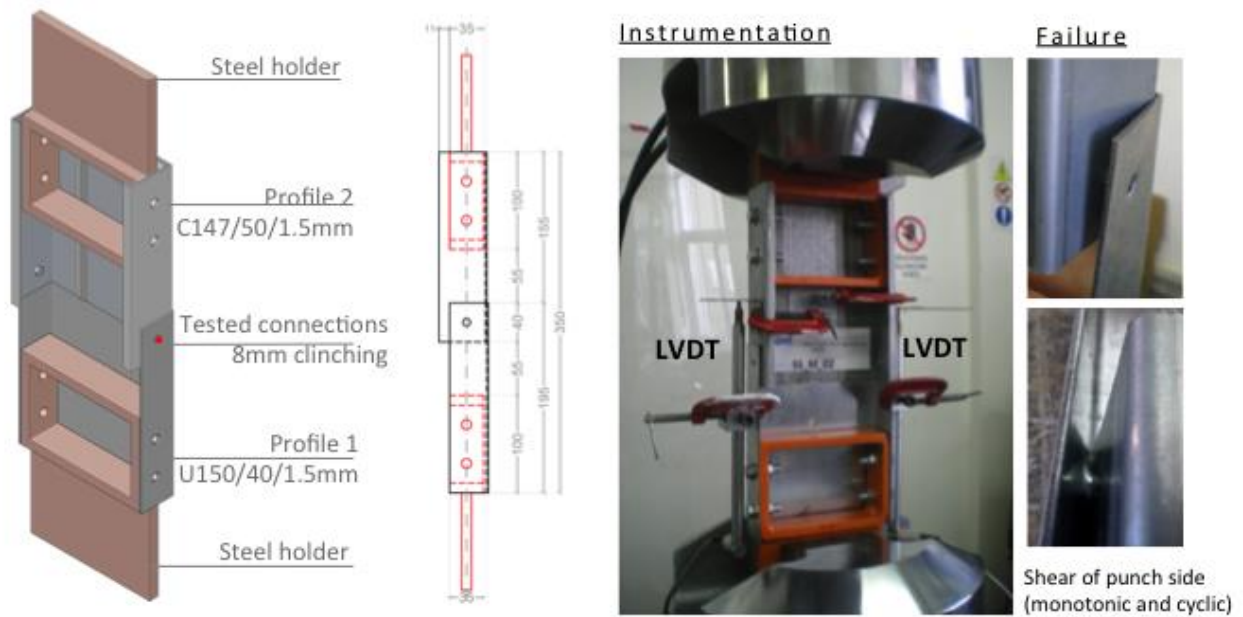 Steel holder
Profile 2
C147/50/1.5mm
Tested connections
8mm clinching
Profile 1
U150/40/1.5mm
Steel holder
11
35
100
155
55
40
350
55
195
100
35
Instrumentation
LVDT
LVDT
Failure
Shear of punch side
(monotonic and cyclic)